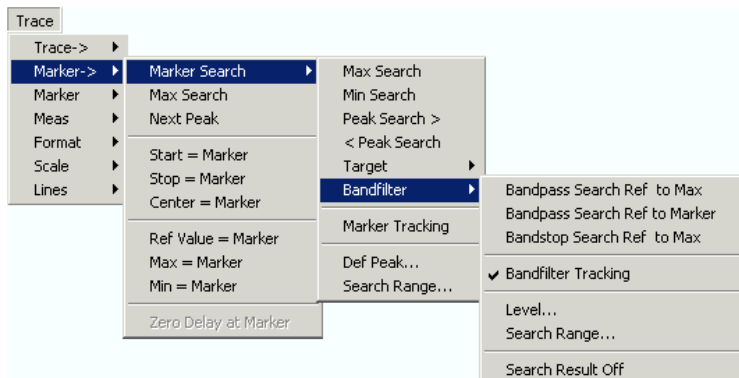 Trace
Trace->
Marker->
Marker
Meas
Format
Scale
Lines
Marker Search
Max Search
Next Peak
Start = Marker
Stop = Marker
Center = Marker
Ref Value = Marker
Max = Marker
Min = Marker
Zero Delay at Marker
Max Search
Min Search
Peak Search >
< Peak Search
Target
Bandfilter
Marker Tracking
Def Peak...
Search Range...
Bandpass Search Ref to Max
Bandpass Search Ref to Marker
Bandstop Search Ref to Max
Bandfilter Tracking
Level...
Search Range...
Search Result Off